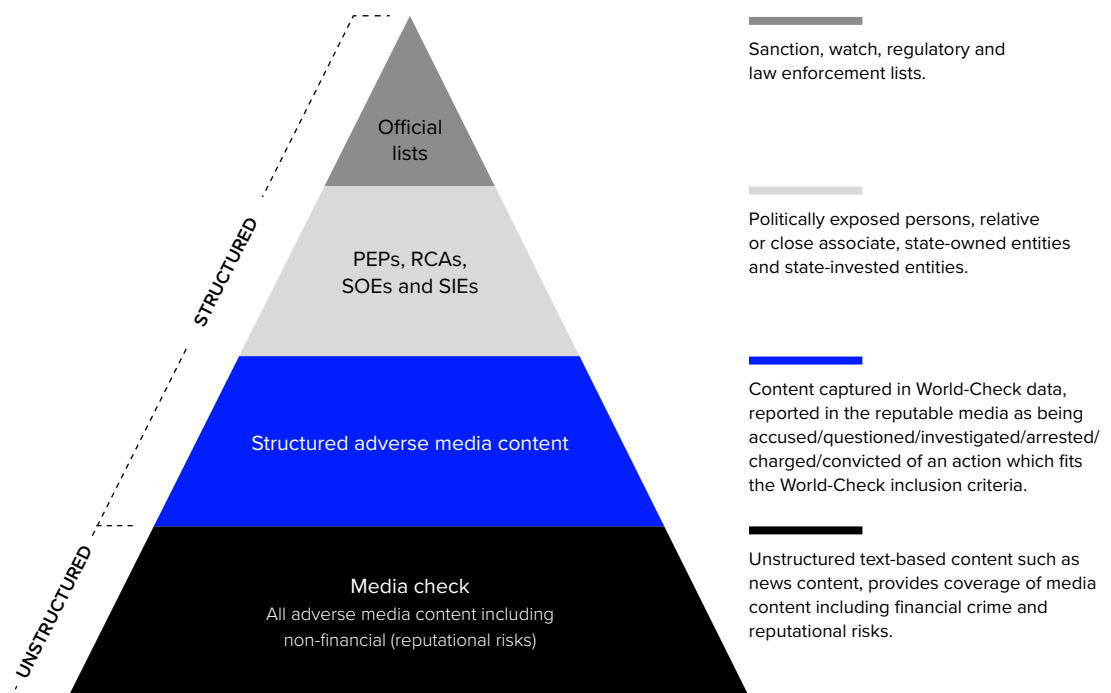 Official
lists
Sanction, watch, regulatory and
law enforcement lists.
STRUCTURED
PEPs, RCAs,
SOEs and SIEs
Politically exposed persons, relative
or close associate, state-owned entities
and state-invested entities.
Structured adverse media content
Content captured in World-Check data,
reported in the reputable media as being
accused/questioned/investigated/arrested/
charged/convicted of an action which fits
the World-Check inclusion criteria.
UNSTRUCTURED
Media check
All adverse media content including
non-financial (reputational risks)
Unstructured text-based content such as
news content, provides coverage of media
content including financial crime and
reputational risks.